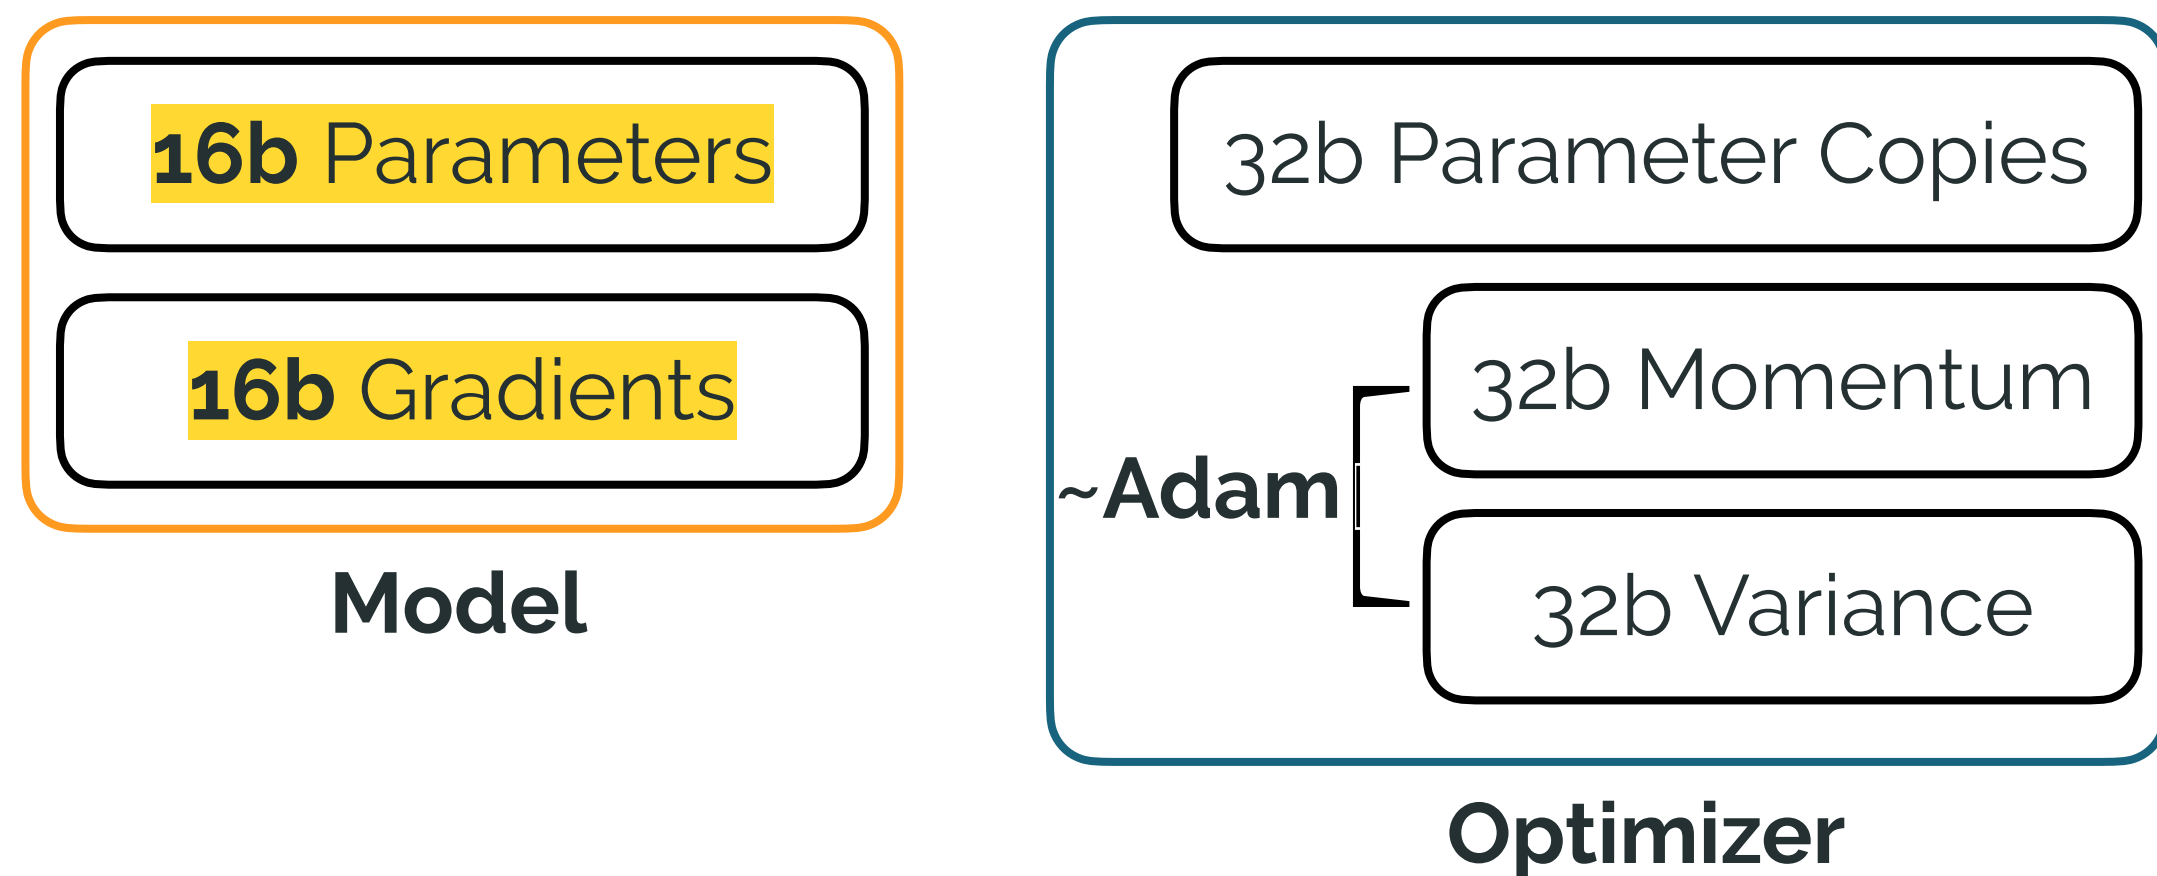 16b Parameters
16b Gradients
Model
32b Parameter Copies
32b Momentum
~Adam
32b Variance
Optimizer